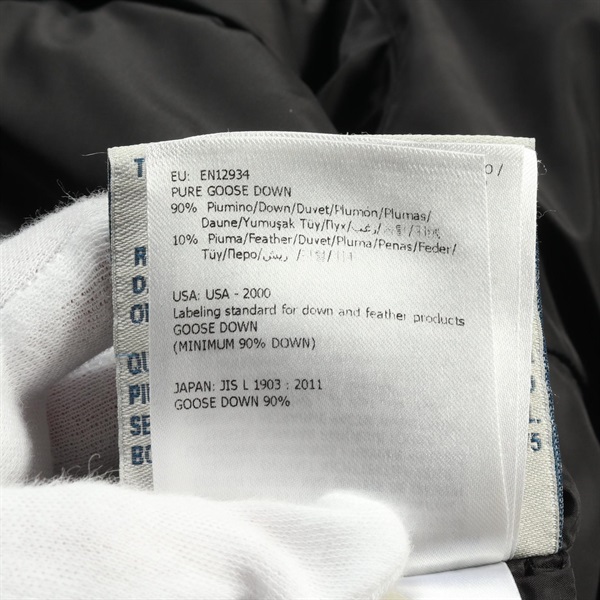 EU: EN12934
PURE GOOSE DOWN
90% Piumino/Down/Duvet/Plumón/Plumas/
Daune/Yumuşak Tüy/Пух/زغب/
10% Piuma/Feather/Duvet/Pluma/Penas/Feder/
Tüy/Перо/ريش/
USA: USA - 2000
Labeling standard for down and feather products
GOOSE DOWN
(MINIMUM 90% DOWN)
JAPAN: JIS L 1903 : 2011
GOOSE DOWN 90%